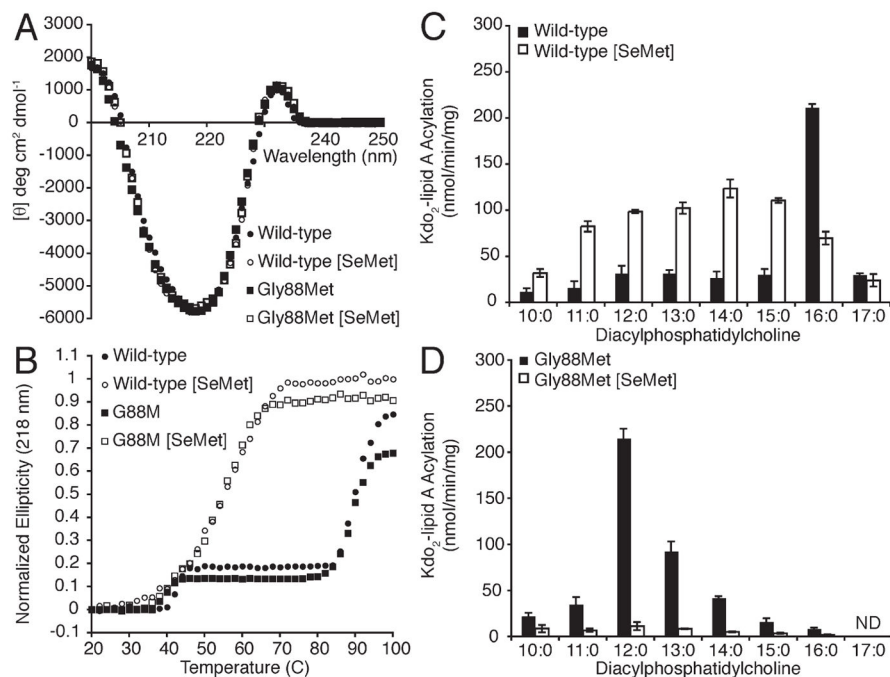 A
3000
2000
1000
0
-1000
-2000
-3000
-4000
-5000
-6000
[θ] deg cm² dmol⁻¹
210 220 240 250
Wavelength (nm)
Wild-type
Wild-type [SeMet]
Gly88Met
Gly88Met [SeMet]
B
Wild-type
Wild-type [SeMet]
G88M
G88M [SeMet]
1.1
1
0.9
0.8
0.7
0.6
0.5
0.4
0.3
0.2
0.1
0
-0.1
Normalized Ellipticity (218 nm)
20 30 40 50 60 70 80 90 100
Temperature (C)
C
Wild-type
Wild-type [SeMet]
300
250
200
150
100
50
0
Kdo₂-lipid A Acylation
(nmol/min/mg)
10:0 11:0 12:0 13:0 14:0 15:0 16:0 17:0
Diacylphosphatidylcholine
D
Gly88Met
Gly88Met [SeMet]
300
250
200
150
100
50
0
Kdo₂-lipid A Acylation
(nmol/min/mg)
ND
10:0 11:0 12:0 13:0 14:0 15:0 16:0 17:0
Diacylphosphatidylcholine